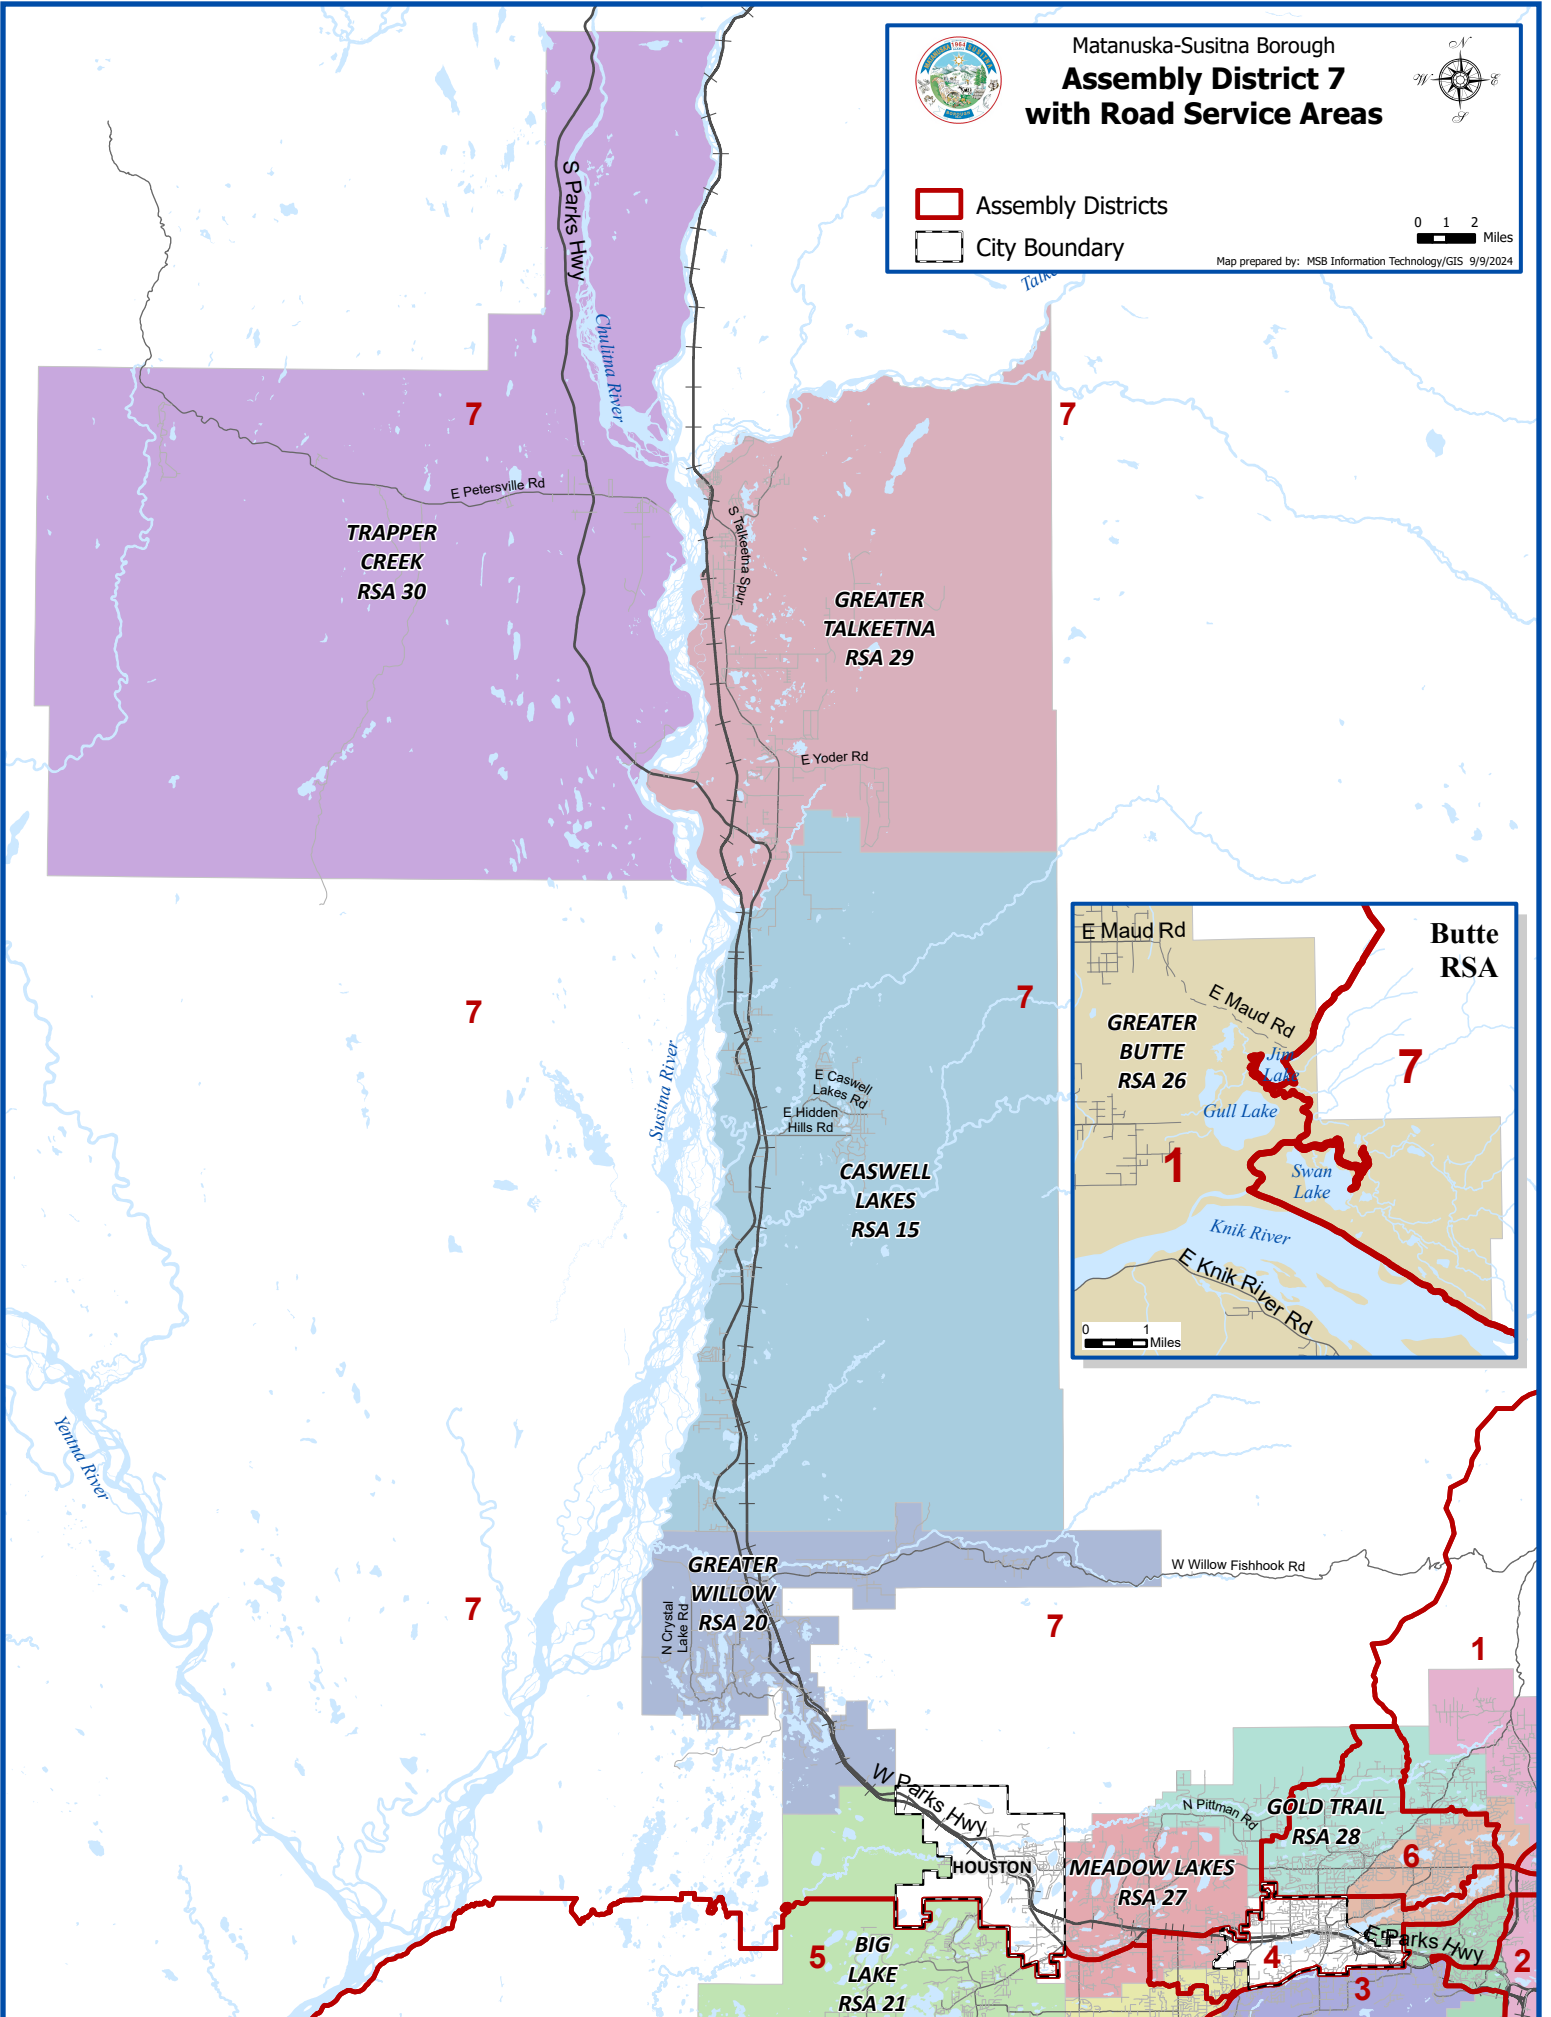 Matanuska-Susitna Borough
Assembly District 7
with Road Service Areas
N
W
E
S
1964
Assembly Districts
City Boundary
0 1 2
Miles
Map prepared by: MSB Information Technology/GIS 9/9/2024
S Parks Hwy
Chulitna River
7
7
E Petersville Rd
TRAPPER
CREEK
RSA 30
S Talkeetna Spur
GREATER
TALKEETNA
RSA 29
E Yoder Rd
7
7
Susitna River
E Caswell
Lakes Rd
E Hidden
Hills Rd
CASWELL
LAKES
RSA 15
Butte
RSA
E Maud Rd
E Maud Rd
GREATER
BUTTE
RSA 26
Jim
Lake
7
Gull Lake
1
Swan
Lake
Knik River
E Knik River Rd
0 1
Miles
Yentna River
GREATER
WILLOW
RSA 20
W Willow Fishhook Rd
N Crystal
Lake Rd
7
7
1
W Parks Hwy
N Pittman Rd
GOLD TRAIL
RSA 28
6
HOUSTON
MEADOW LAKES
RSA 27
E Parks Hwy
5
BIG
LAKE
RSA 21
4
3
2